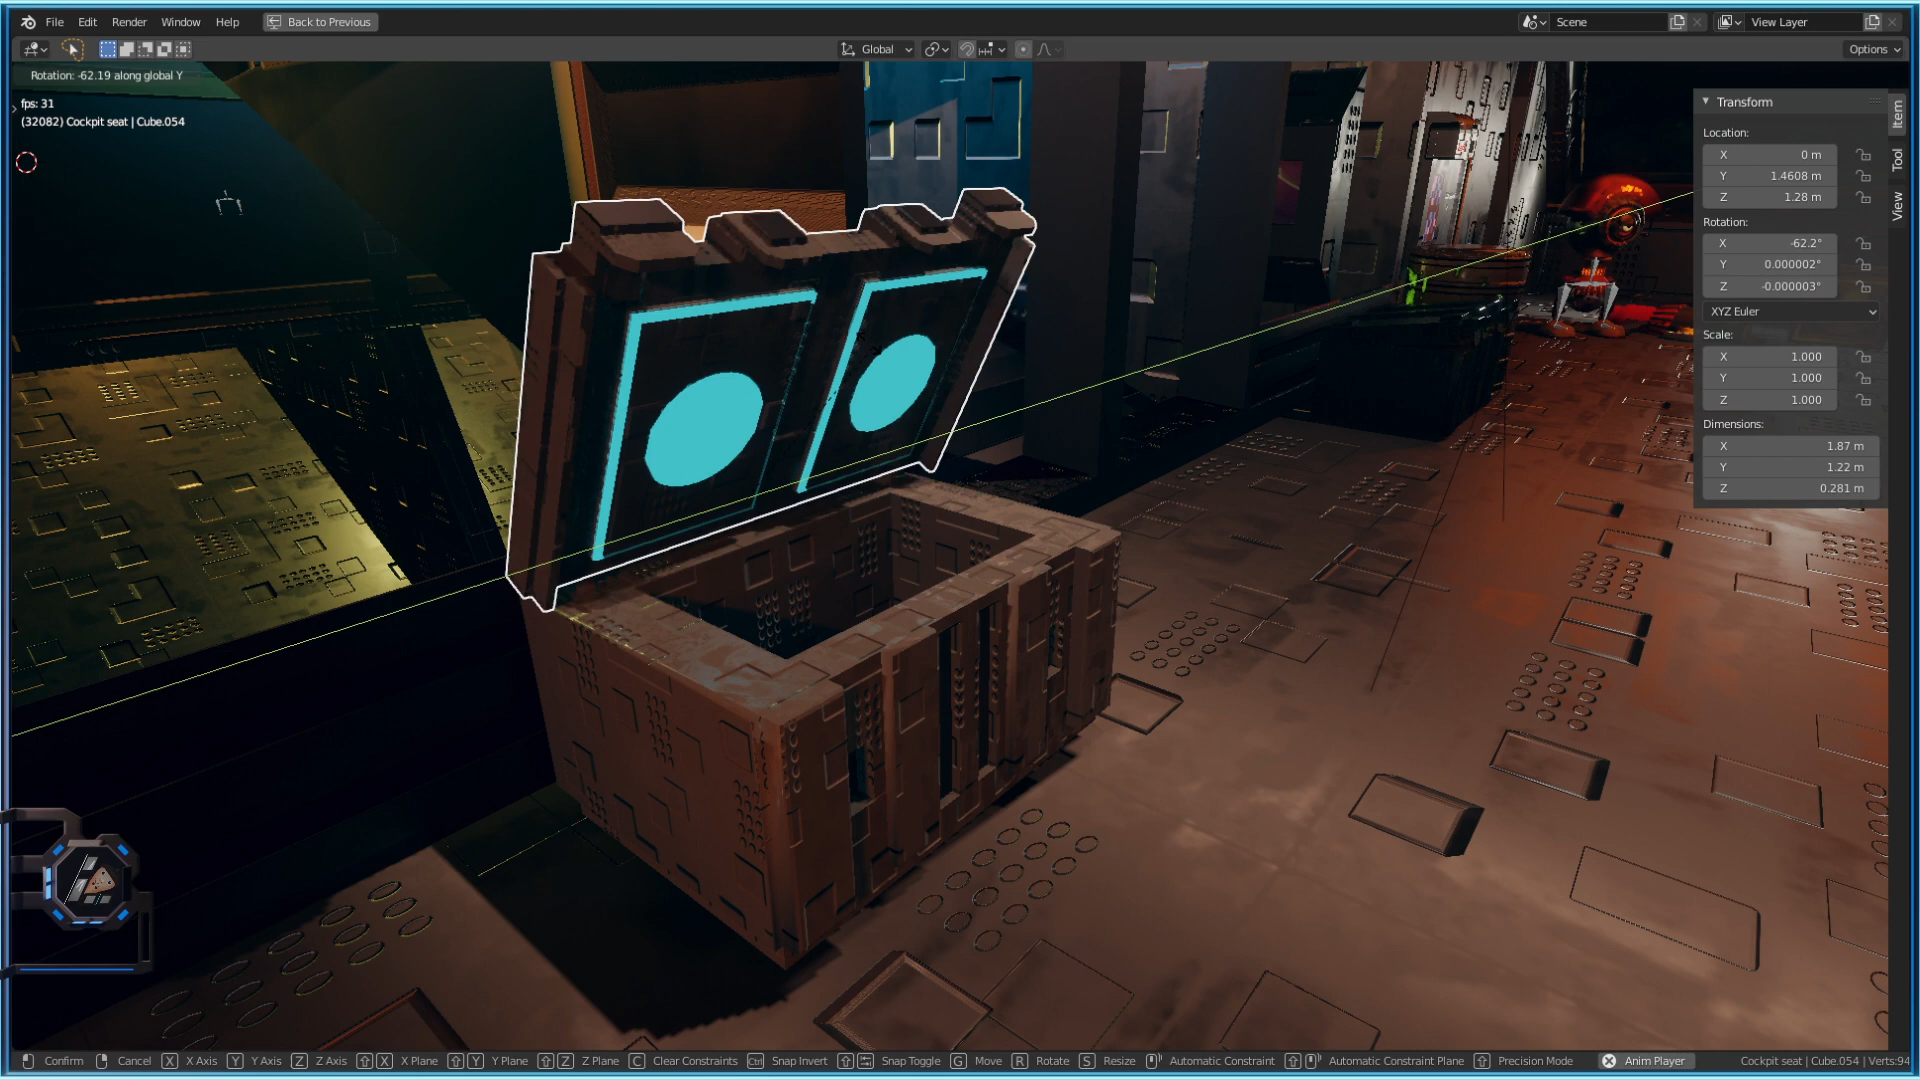 File Edit Render Window Help Back to Previous Scene View Layer
Global Options
Rotation: -62.19 along global Y
fps: 31
(32082) Cockpit seat | Cube.054
Transform
Location:
X 0 m
Y 1.4608 m
Z 1.28 m
Rotation:
X -62.2°
Y 0.000002°
Z -0.000003°
XYZ Euler
Scale:
X 1.000
Y 1.000
Z 1.000
Dimensions:
X 1.87 m
Y 1.22 m
Z 0.281 m
Item
Tool
View
Confirm Cancel X X Axis Y Y Axis Z Z Axis X X Plane Y Y Plane Z Z Plane C Clear Constraints Ctrl Snap Invert Snap Toggle G Move R Rotate S Resize Automatic Constraint Automatic Constraint Plane Precision Mode Anim Player Cockpit seat | Cube.054 | Verts:94